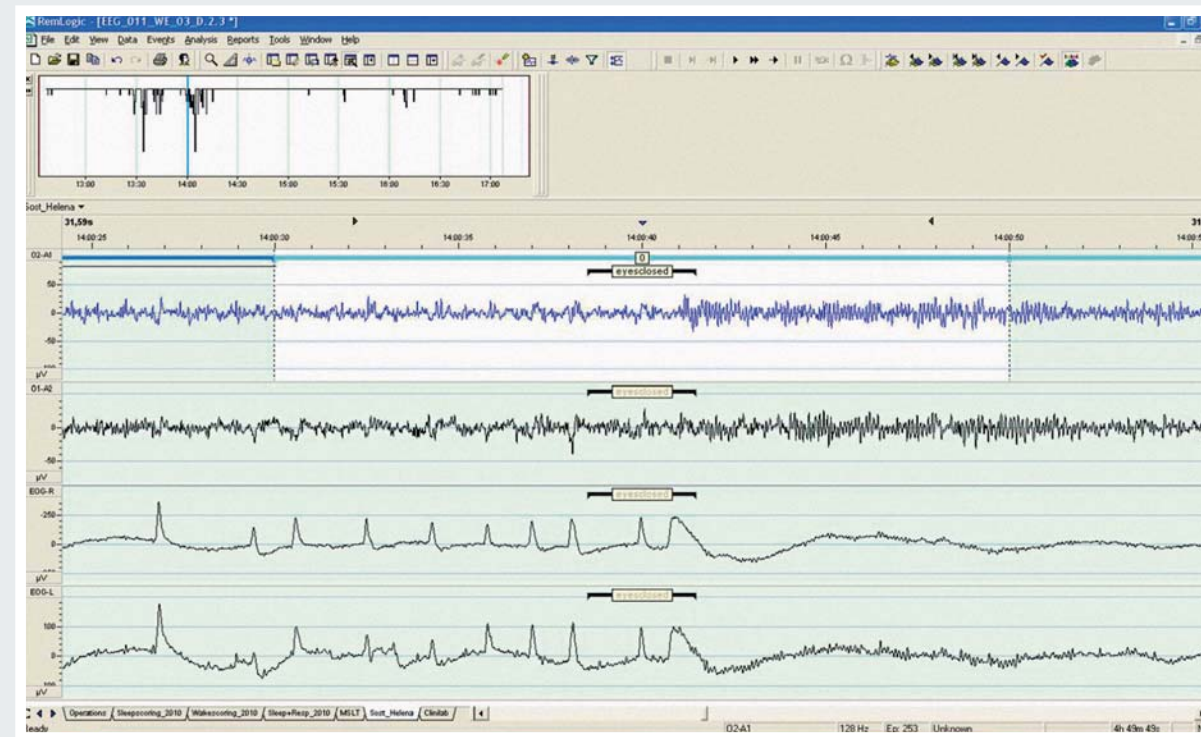 RemLogic - [EEG_011_WE_03_D.2.3 *]
File Edit View Data Events Analysis Reports Tools Window Help
13:00 13:30 14:00 14:30 15:00 15:30 16:00 16:30 17:00
Sost_Helena
31,59s 31
14:00:25 14:00:30 14:00:35 14:00:40 14:00:45 14:00:50 14:00:5
O2-A1 0
eyesclosed
50-
0-
-50-
µV
O1-A2
eyesclosed
0-
-50-
µV
EOG-R
eyesclosed
-250-
0-
µV
EOG-L
eyesclosed
100-
0-
µV
Operations Sleepscoring_2010 Wakescoring_2010 Sleep+Resp_2010 MSLT Sost_Helena Clinilab
eady O2-A1 128 Hz Ep: 253 Unknown 4h 49m 49s